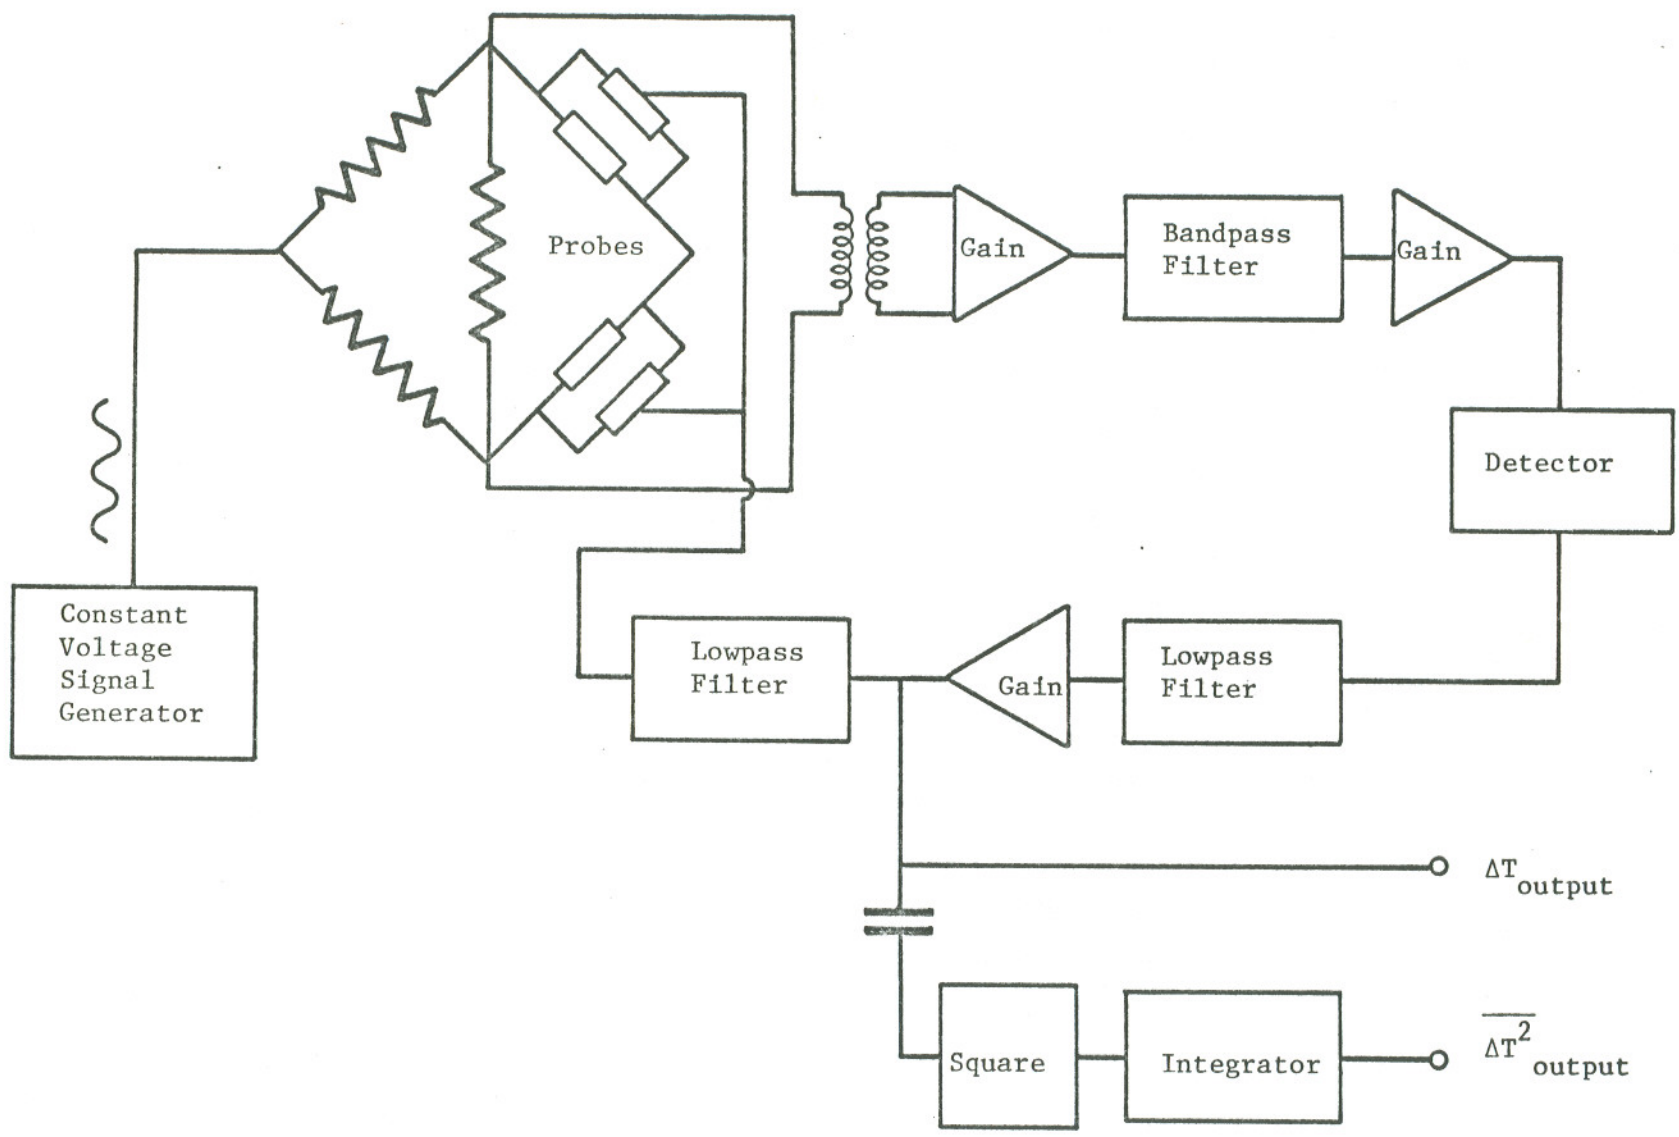 Probes
Gain
Bandpass
Filter
Gain
Detector
Constant
Voltage
Signal
Generator
Lowpass
Filter
Gain
Lowpass
Filter
ΔT output
Square
Integrator
ΔT² output